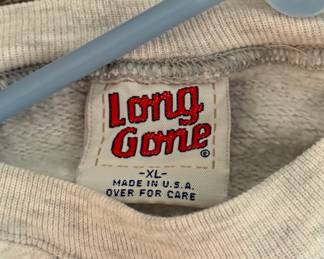 Long
Gone®
-XL-
MADE IN U.S.A.
OVER FOR CARE